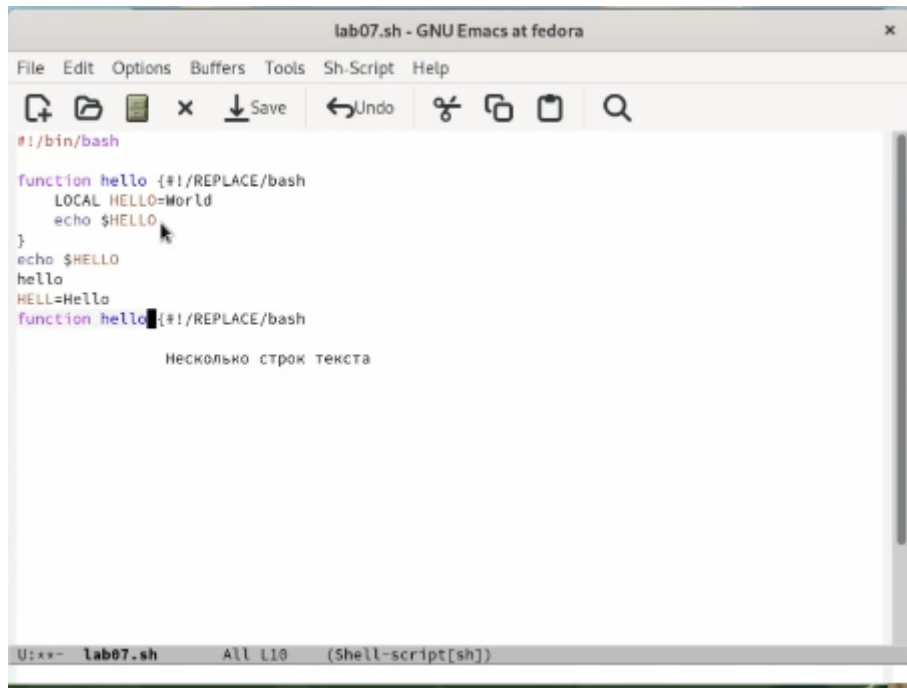 lab07.sh - GNU Emacs at fedora
File Edit Options Buffers Tools Sh-Script Help
Save Undo
#!/bin/bash
function hello {#!/REPLACE/bash
LOCAL HELLO=World
echo $HELLO
}
echo $HELLO
hello
HELL=Hello
function hello {#!/REPLACE/bash
Несколько строк текста
U:**- lab07.sh All L10 (Shell-script[sh])